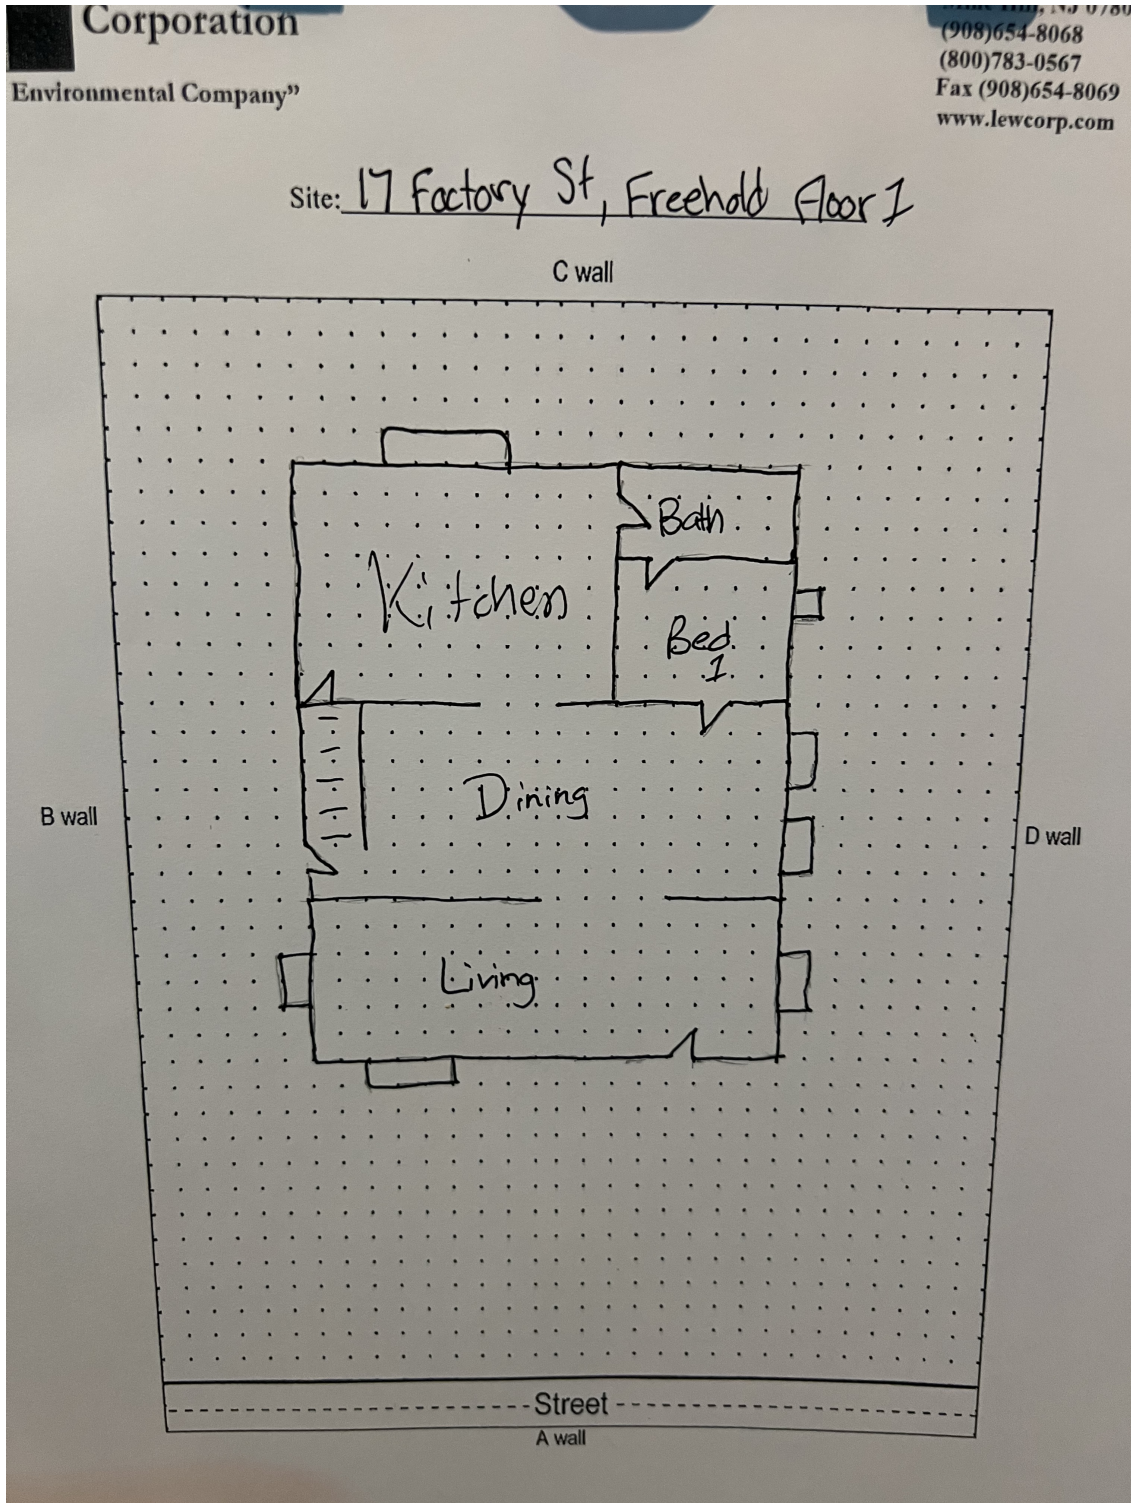 Corporation
Environmental Company”
(908)654-8068
(800)783-0567
Fax (908)654-8069
www.lewcorp.com
Site: 17 Factory St, Freehold Floor 1
C wall
Bath
Kitchen
Bed
1
Dining
B wall
D wall
Living
Street
A wall